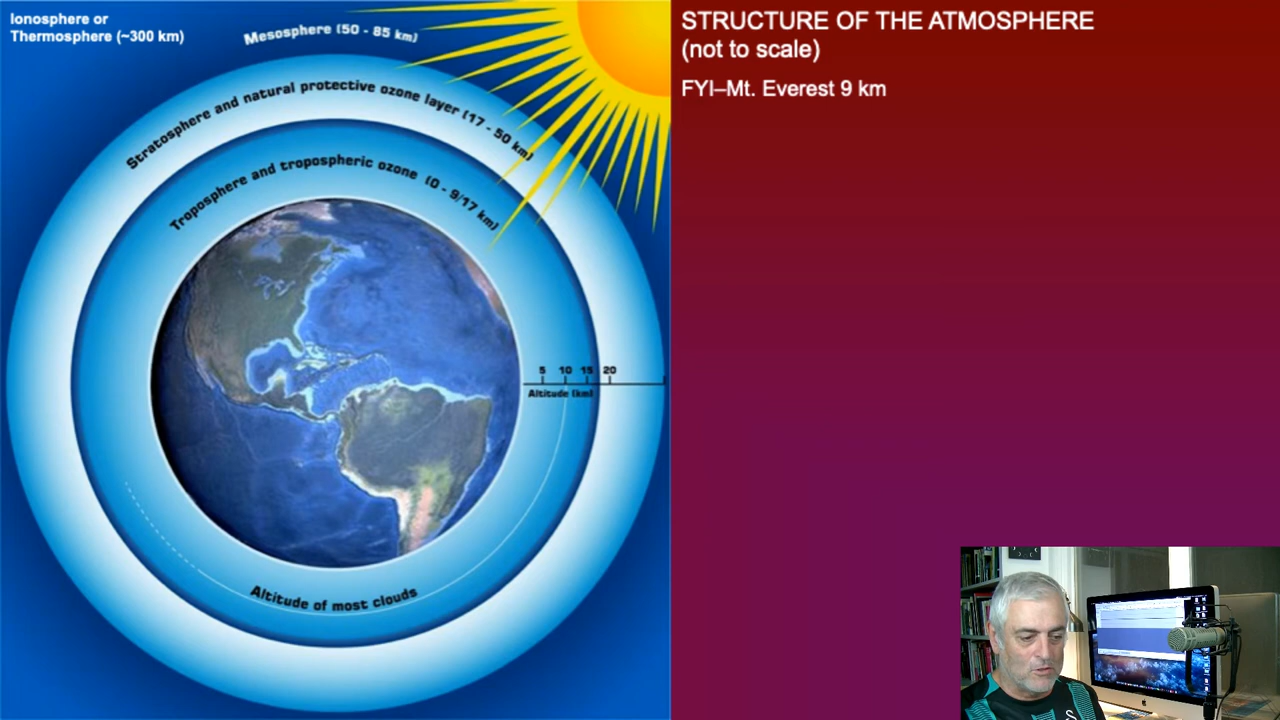 Ionosphere or
Thermosphere (~300 km)
Mesosphere (50 - 85 km)
Stratosphere and natural protective ozone layer (17 - 50 km)
Troposphere and tropospheric ozone (0 - 9/17 km)
5 10 15 20
Altitude (km)
Altitude of most clouds
STRUCTURE OF THE ATMOSPHERE
(not to scale)
FYI–Mt. Everest 9 km